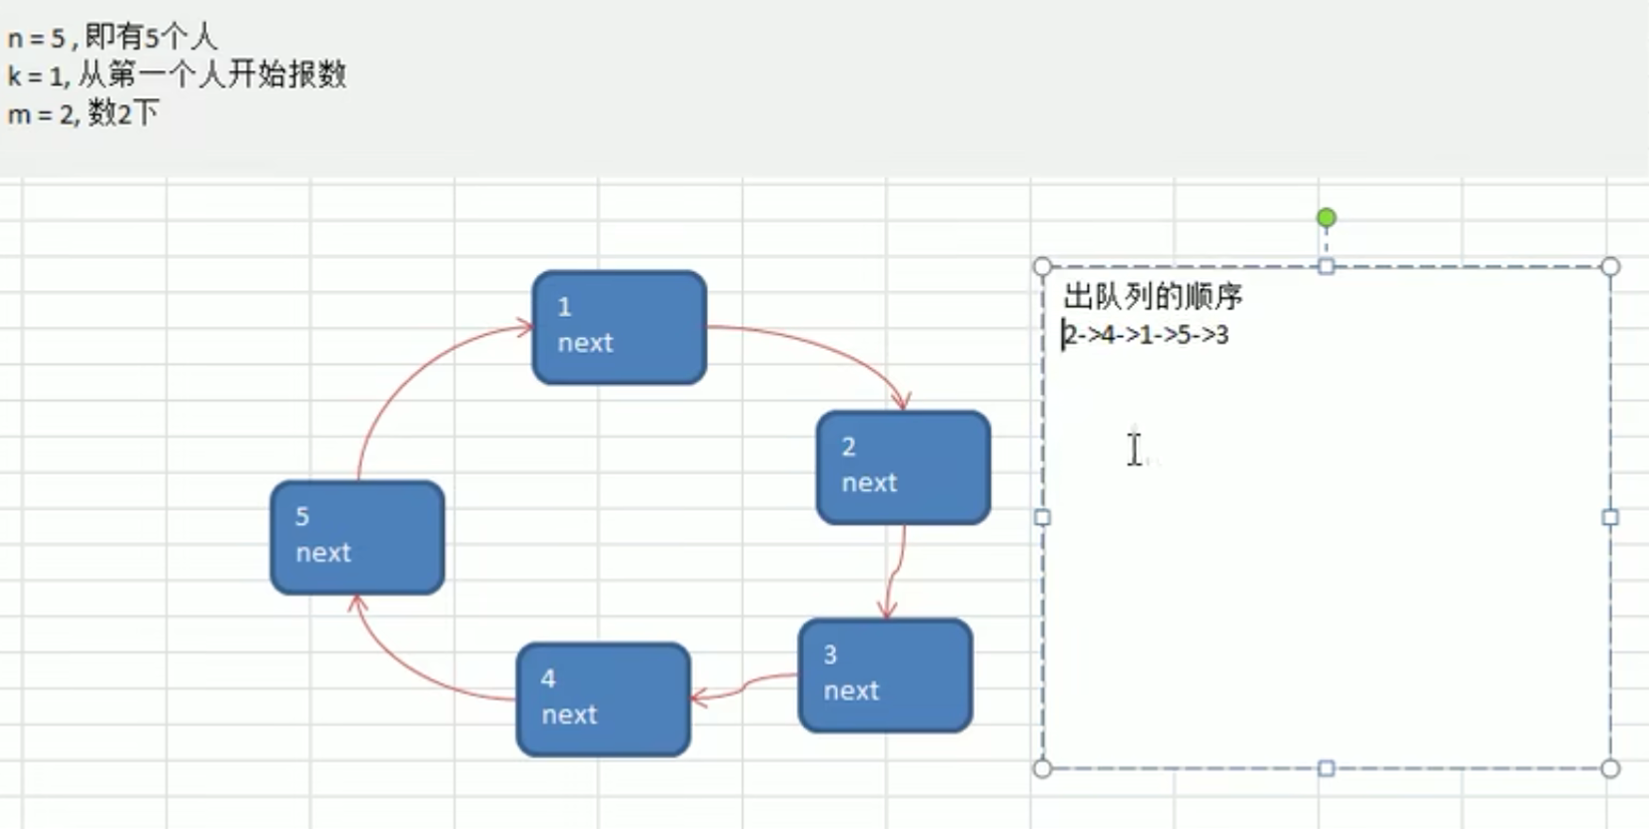 n = 5 , 即有5个人
k = 1, 从第一个人开始报数
m = 2, 数2下
出队列的顺序
2->4->1->5->3
1
next
2
next
5
next
3
next
4
next